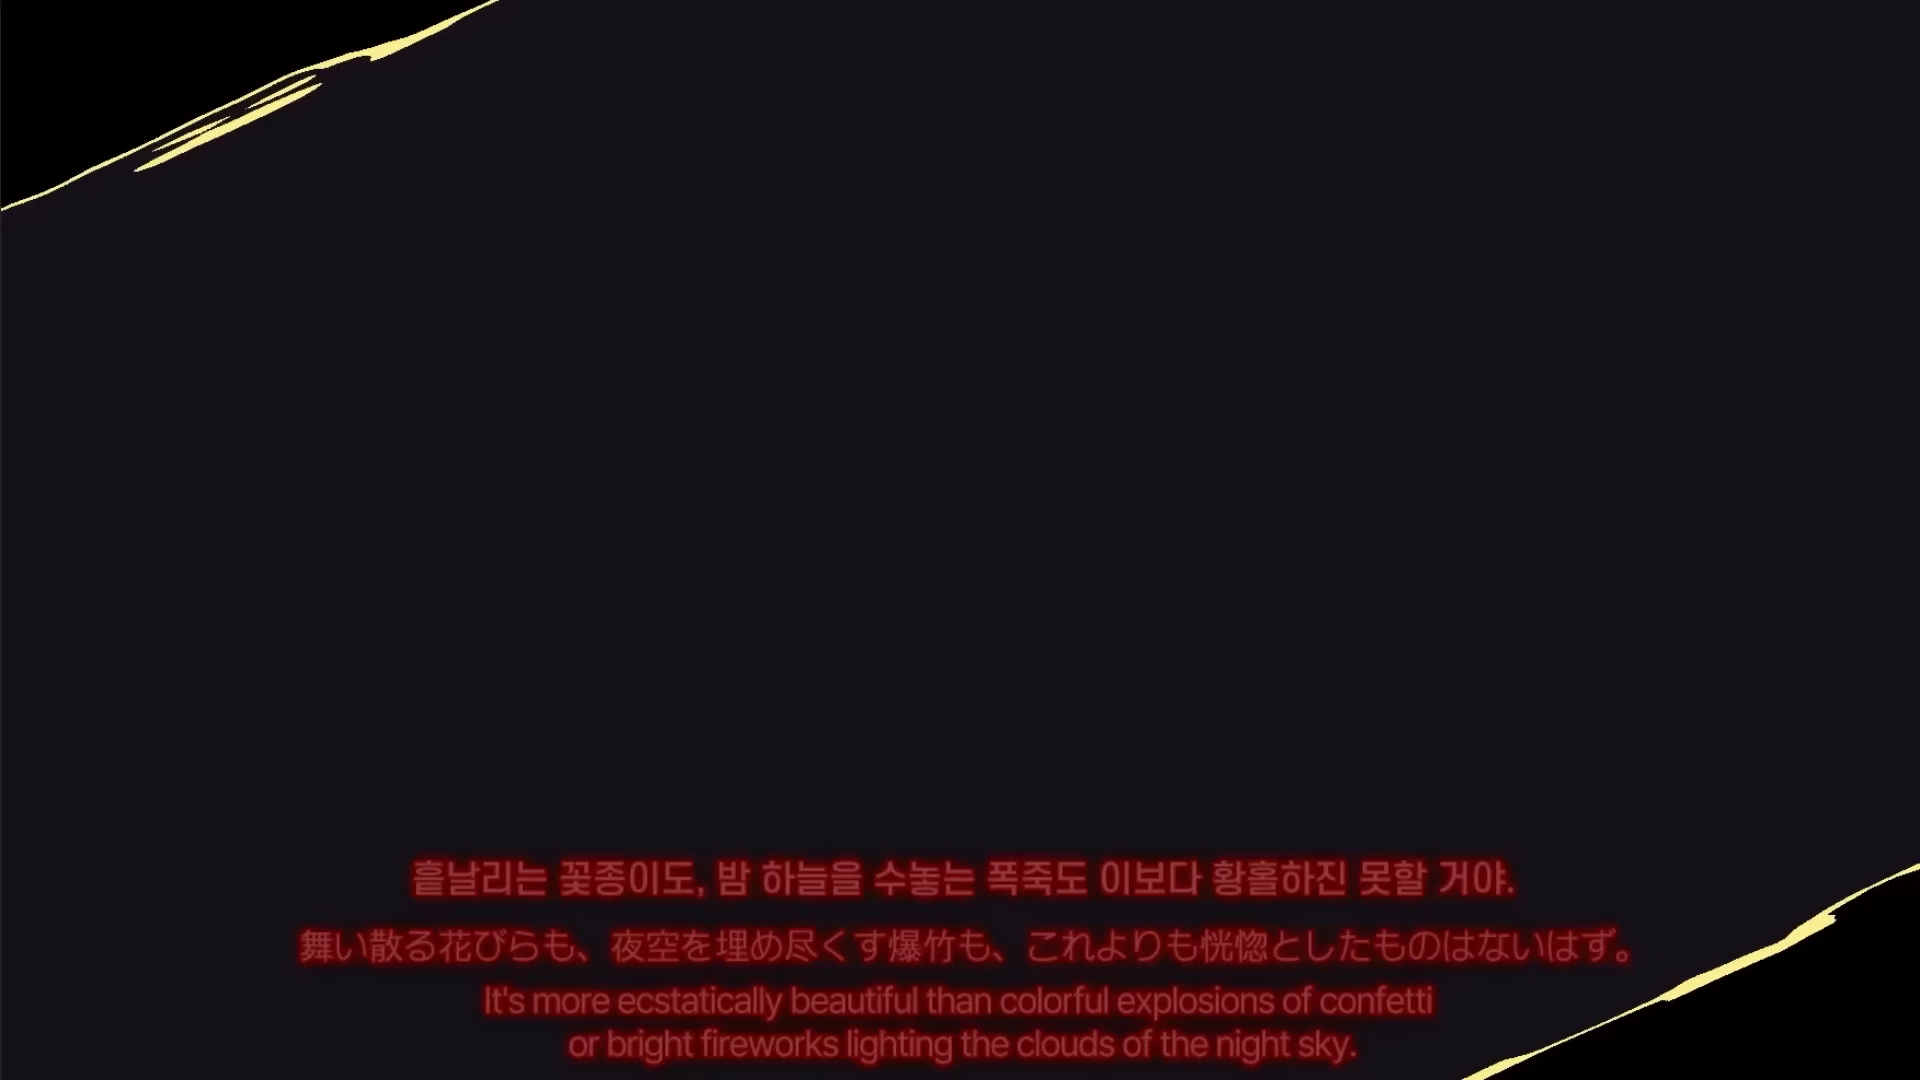 흩날리는 꽃종이도, 밤 하늘을 수놓는 폭죽도 이보다 황홀하진 못할 거야.
舞い散る花びらも、夜空を埋め尽くす爆竹も、これよりも恍惚としたものはないはず。
It's more ecstatically beautiful than colorful explosions of confetti
or bright fireworks lighting the clouds of the night sky.